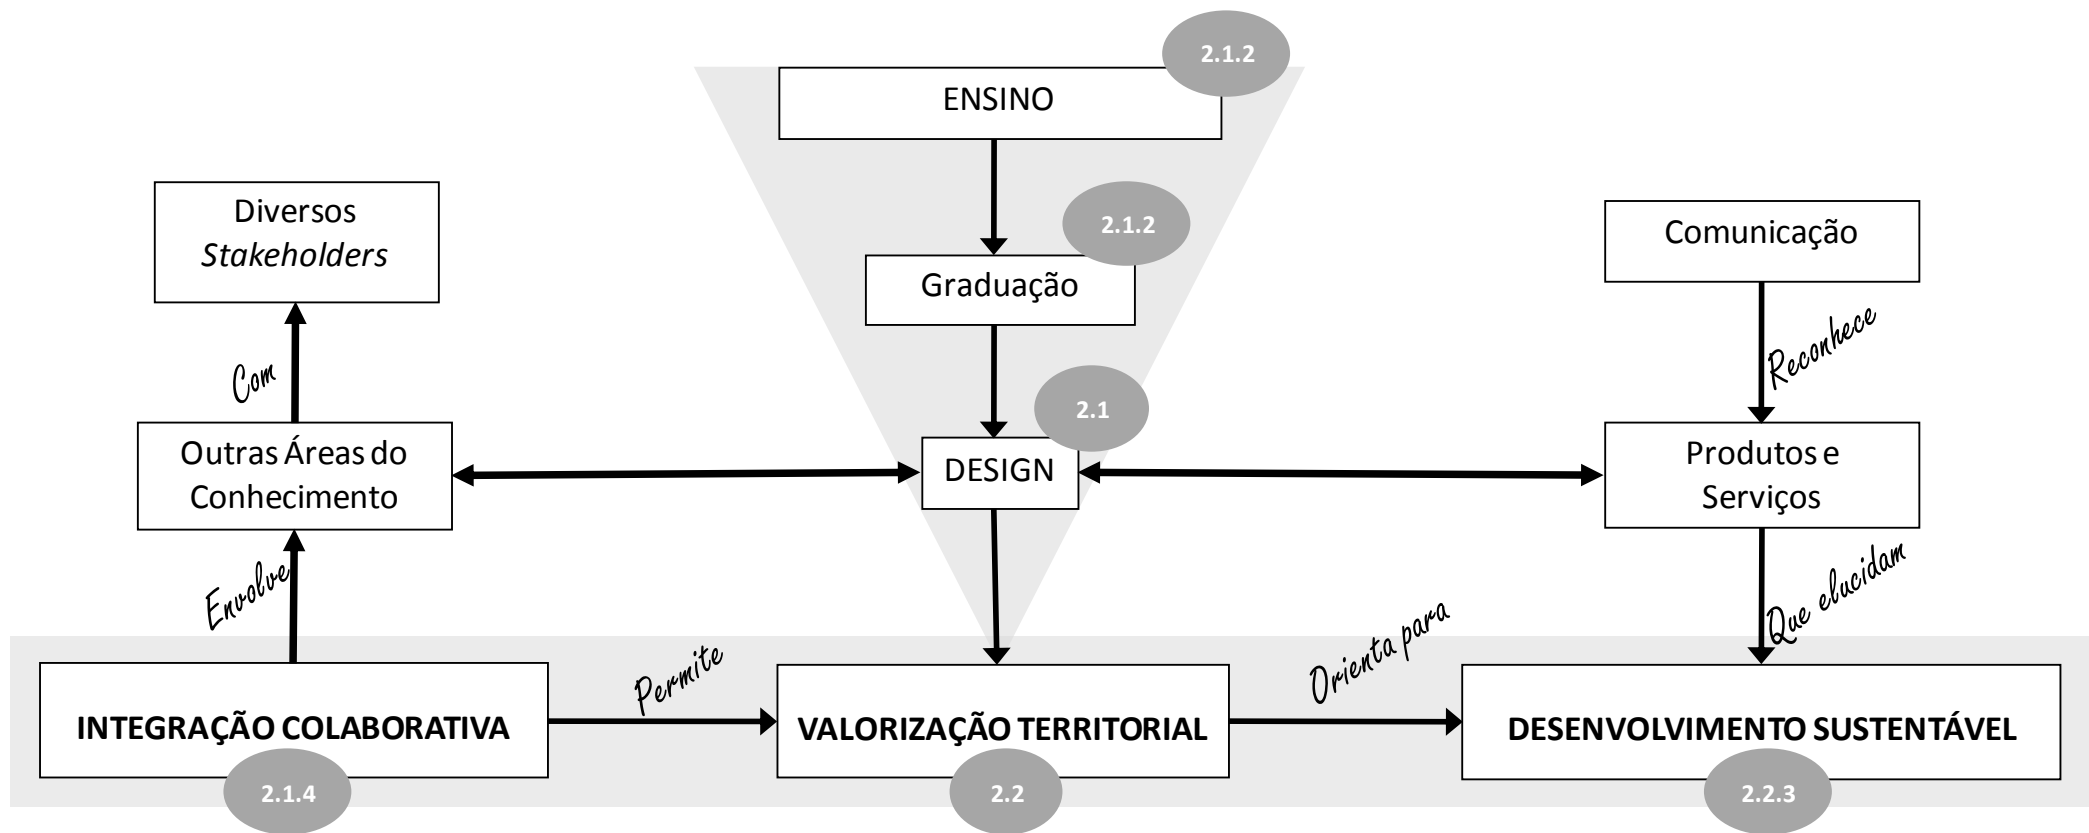 2.1.2
ENSINO
2.1.2
Graduação
Diversos
Stakeholders
Comunicação
Com
Reconhece
2.1
Outras Áreas do
Conhecimento
DESIGN
Produtos e
Serviços
Envolve
Que elucidam
Permite
Orienta para
INTEGRAÇÃO COLABORATIVA
VALORIZAÇÃO TERRITORIAL
DESENVOLVIMENTO SUSTENTÁVEL
2.1.4
2.2
2.2.3